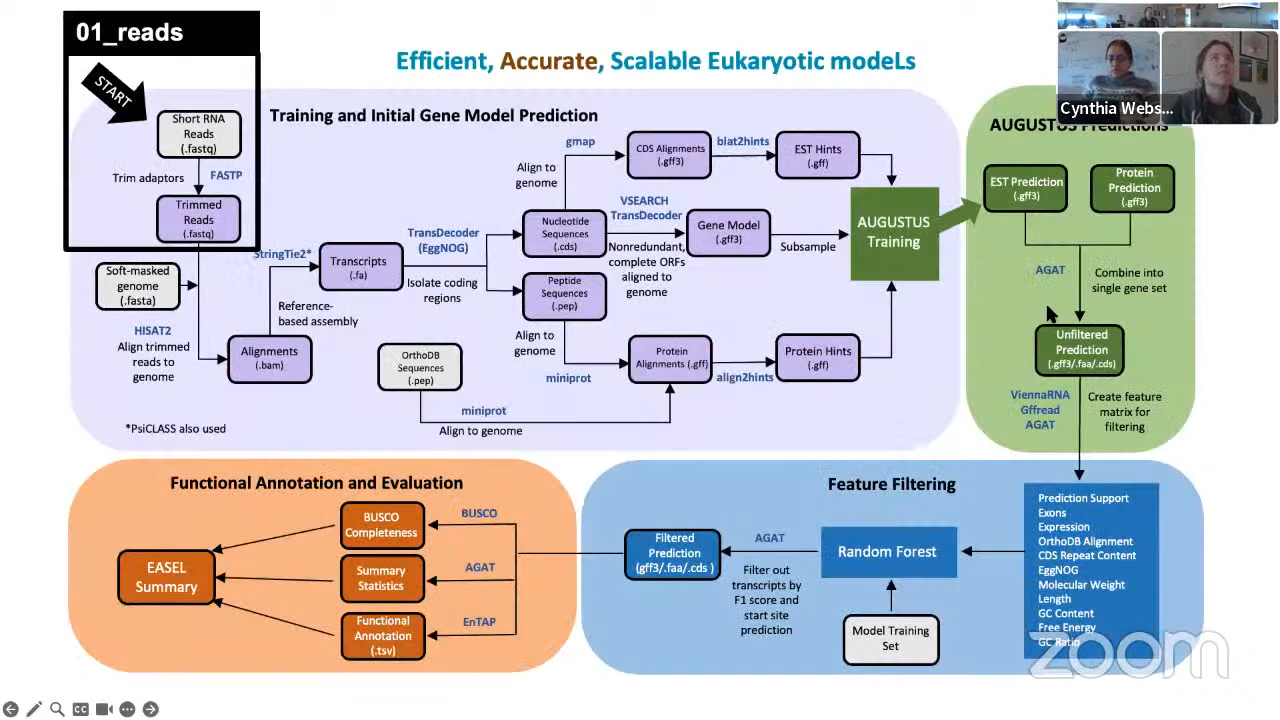 01_reads
Efficient, Accurate, Scalable Eukaryotic modeLs
Cynthia Webs...
START
Training and Initial Gene Model Prediction
Short RNA
Reads
(.fastq)
Trim adaptors
FASTP
Trimmed
Reads
(.fastq)
Soft-masked
genome
(.fasta)
HISAT2
Align trimmed
reads to
genome
StringTie2*
Reference-
based assembly
Alignments
(.bam)
Transcripts
(.fa)
TransDecoder
(EggNOG)
Isolate coding
regions
gmap
Align to
genome
CDS Alignments
(.gff3)
blat2hints
EST Hints
(.gff)
Nucleotide
Sequences
(.cds)
VSEARCH
TransDecoder
Nonredundant,
complete ORFs
aligned to
genome
Gene Model
(.gff3)
Subsample
AUGUSTUS
Training
Peptide
Sequences
(.pep)
Align to
genome
miniprot
OrthoDB
Sequences
(.pep)
miniprot
Align to genome
Protein
Alignments (.gff)
align2hints
Protein Hints
(.gff)
*PsiCLASS also used
AUGUSTUS Predictions
EST Prediction
(.gff3)
Protein
Prediction
(.gff3)
AGAT
Combine into
single gene set
Unfiltered
Prediction
(.gff3/.faa/.cds)
ViennaRNA
Gffread
AGAT
Create feature
matrix for
filtering
Feature Filtering
Prediction Support
Exons
Expression
OrthoDB Alignment
CDS Repeat Content
EggNOG
Molecular Weight
Length
GC Content
Free Energy
GC Ratio
Random Forest
Model Training
Set
AGAT
Filter out
transcripts by
F1 score and
start site
prediction
Filtered
Prediction
(gff3/.faa/.cds )
Functional Annotation and Evaluation
BUSCO
BUSCO
Completeness
AGAT
Summary
Statistics
EnTAP
Functional
Annotation
(.tsv)
EASEL
Summary
zoom
CC